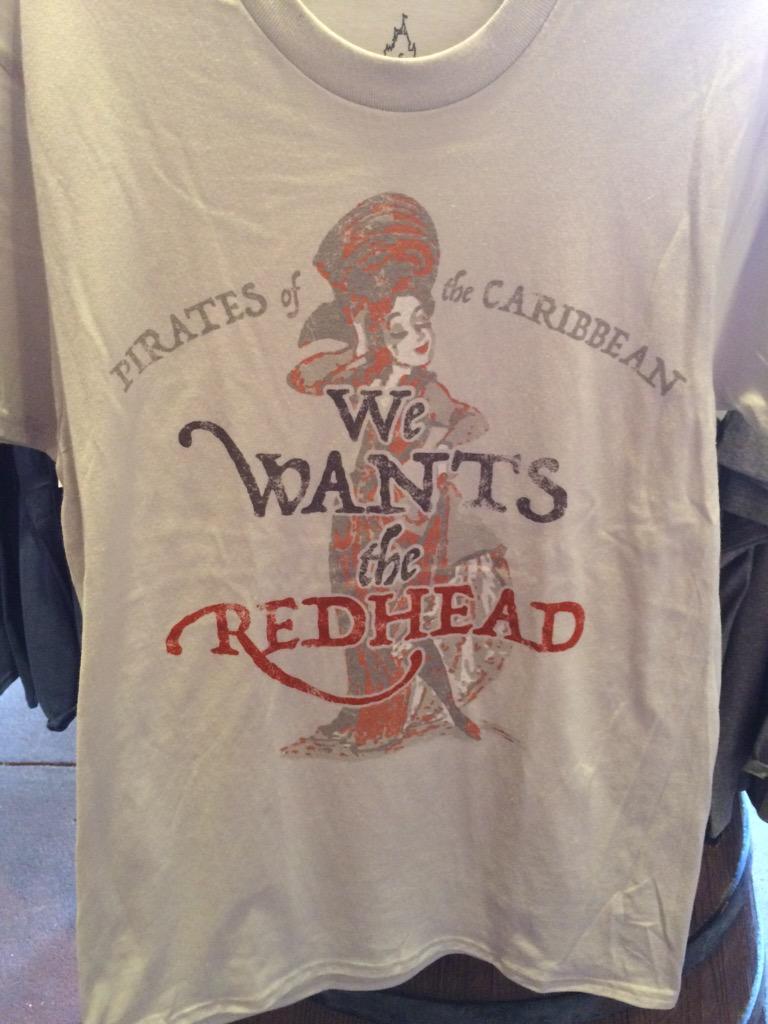 PIRATES of the CARIBBEAN
We
WANTS
the
REDHEAD